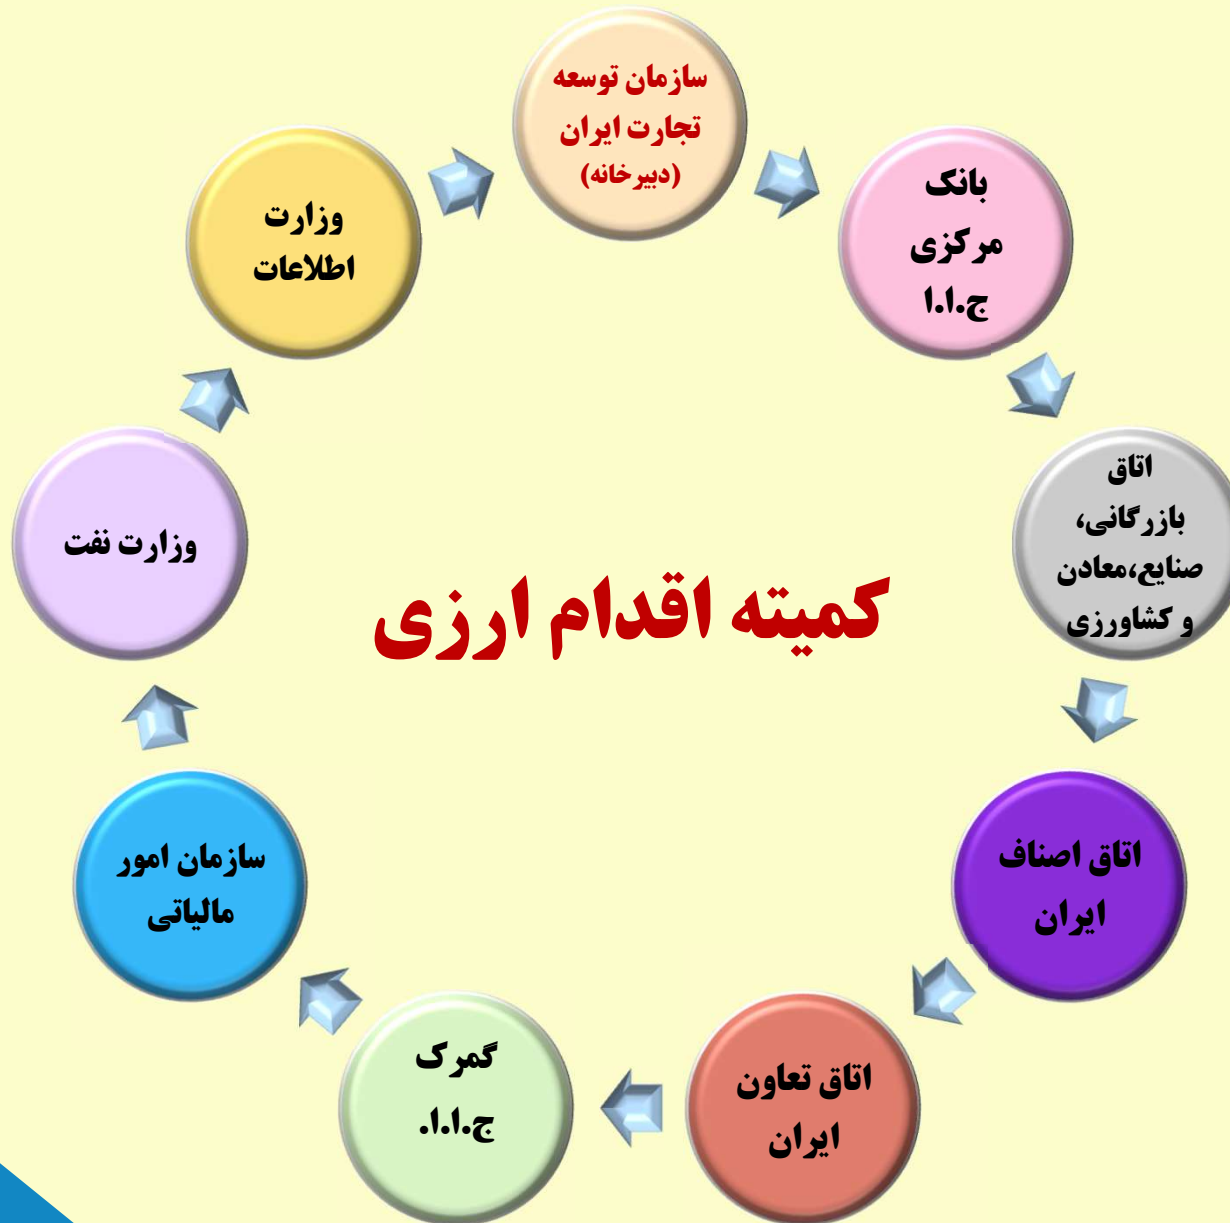 سازمان توسعه
تجارت ایران
(دبیرخانه)
بانک
مرکزی
ج.ا.ا
اتاق
بازرگانی،
صنایع،معادن
و کشاورزی
اتاق اصناف
ایران
اتاق تعاون
ایران
گمرک
ج.ا.ا.
سازمان امور
مالیاتی
وزارت نفت
وزارت
اطلاعات
کمیته اقدام ارزی